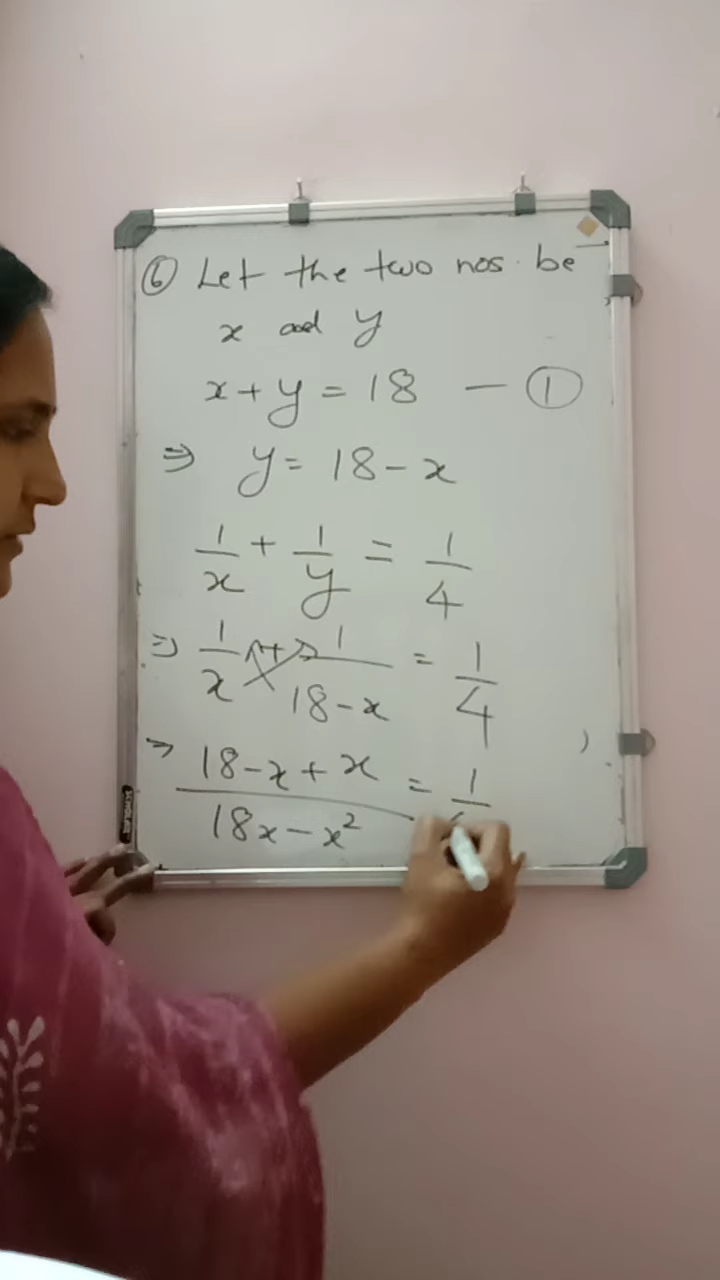 ⑥ Let the two nos. be
x and y
x + y = 18 — ①
⇒ y = 18 - x
1/x + 1/y = 1/4
⇒ 1/x + 1/(18 - x) = 1/4
⇒ (18 - x + x)/(18x - x²) = 1/